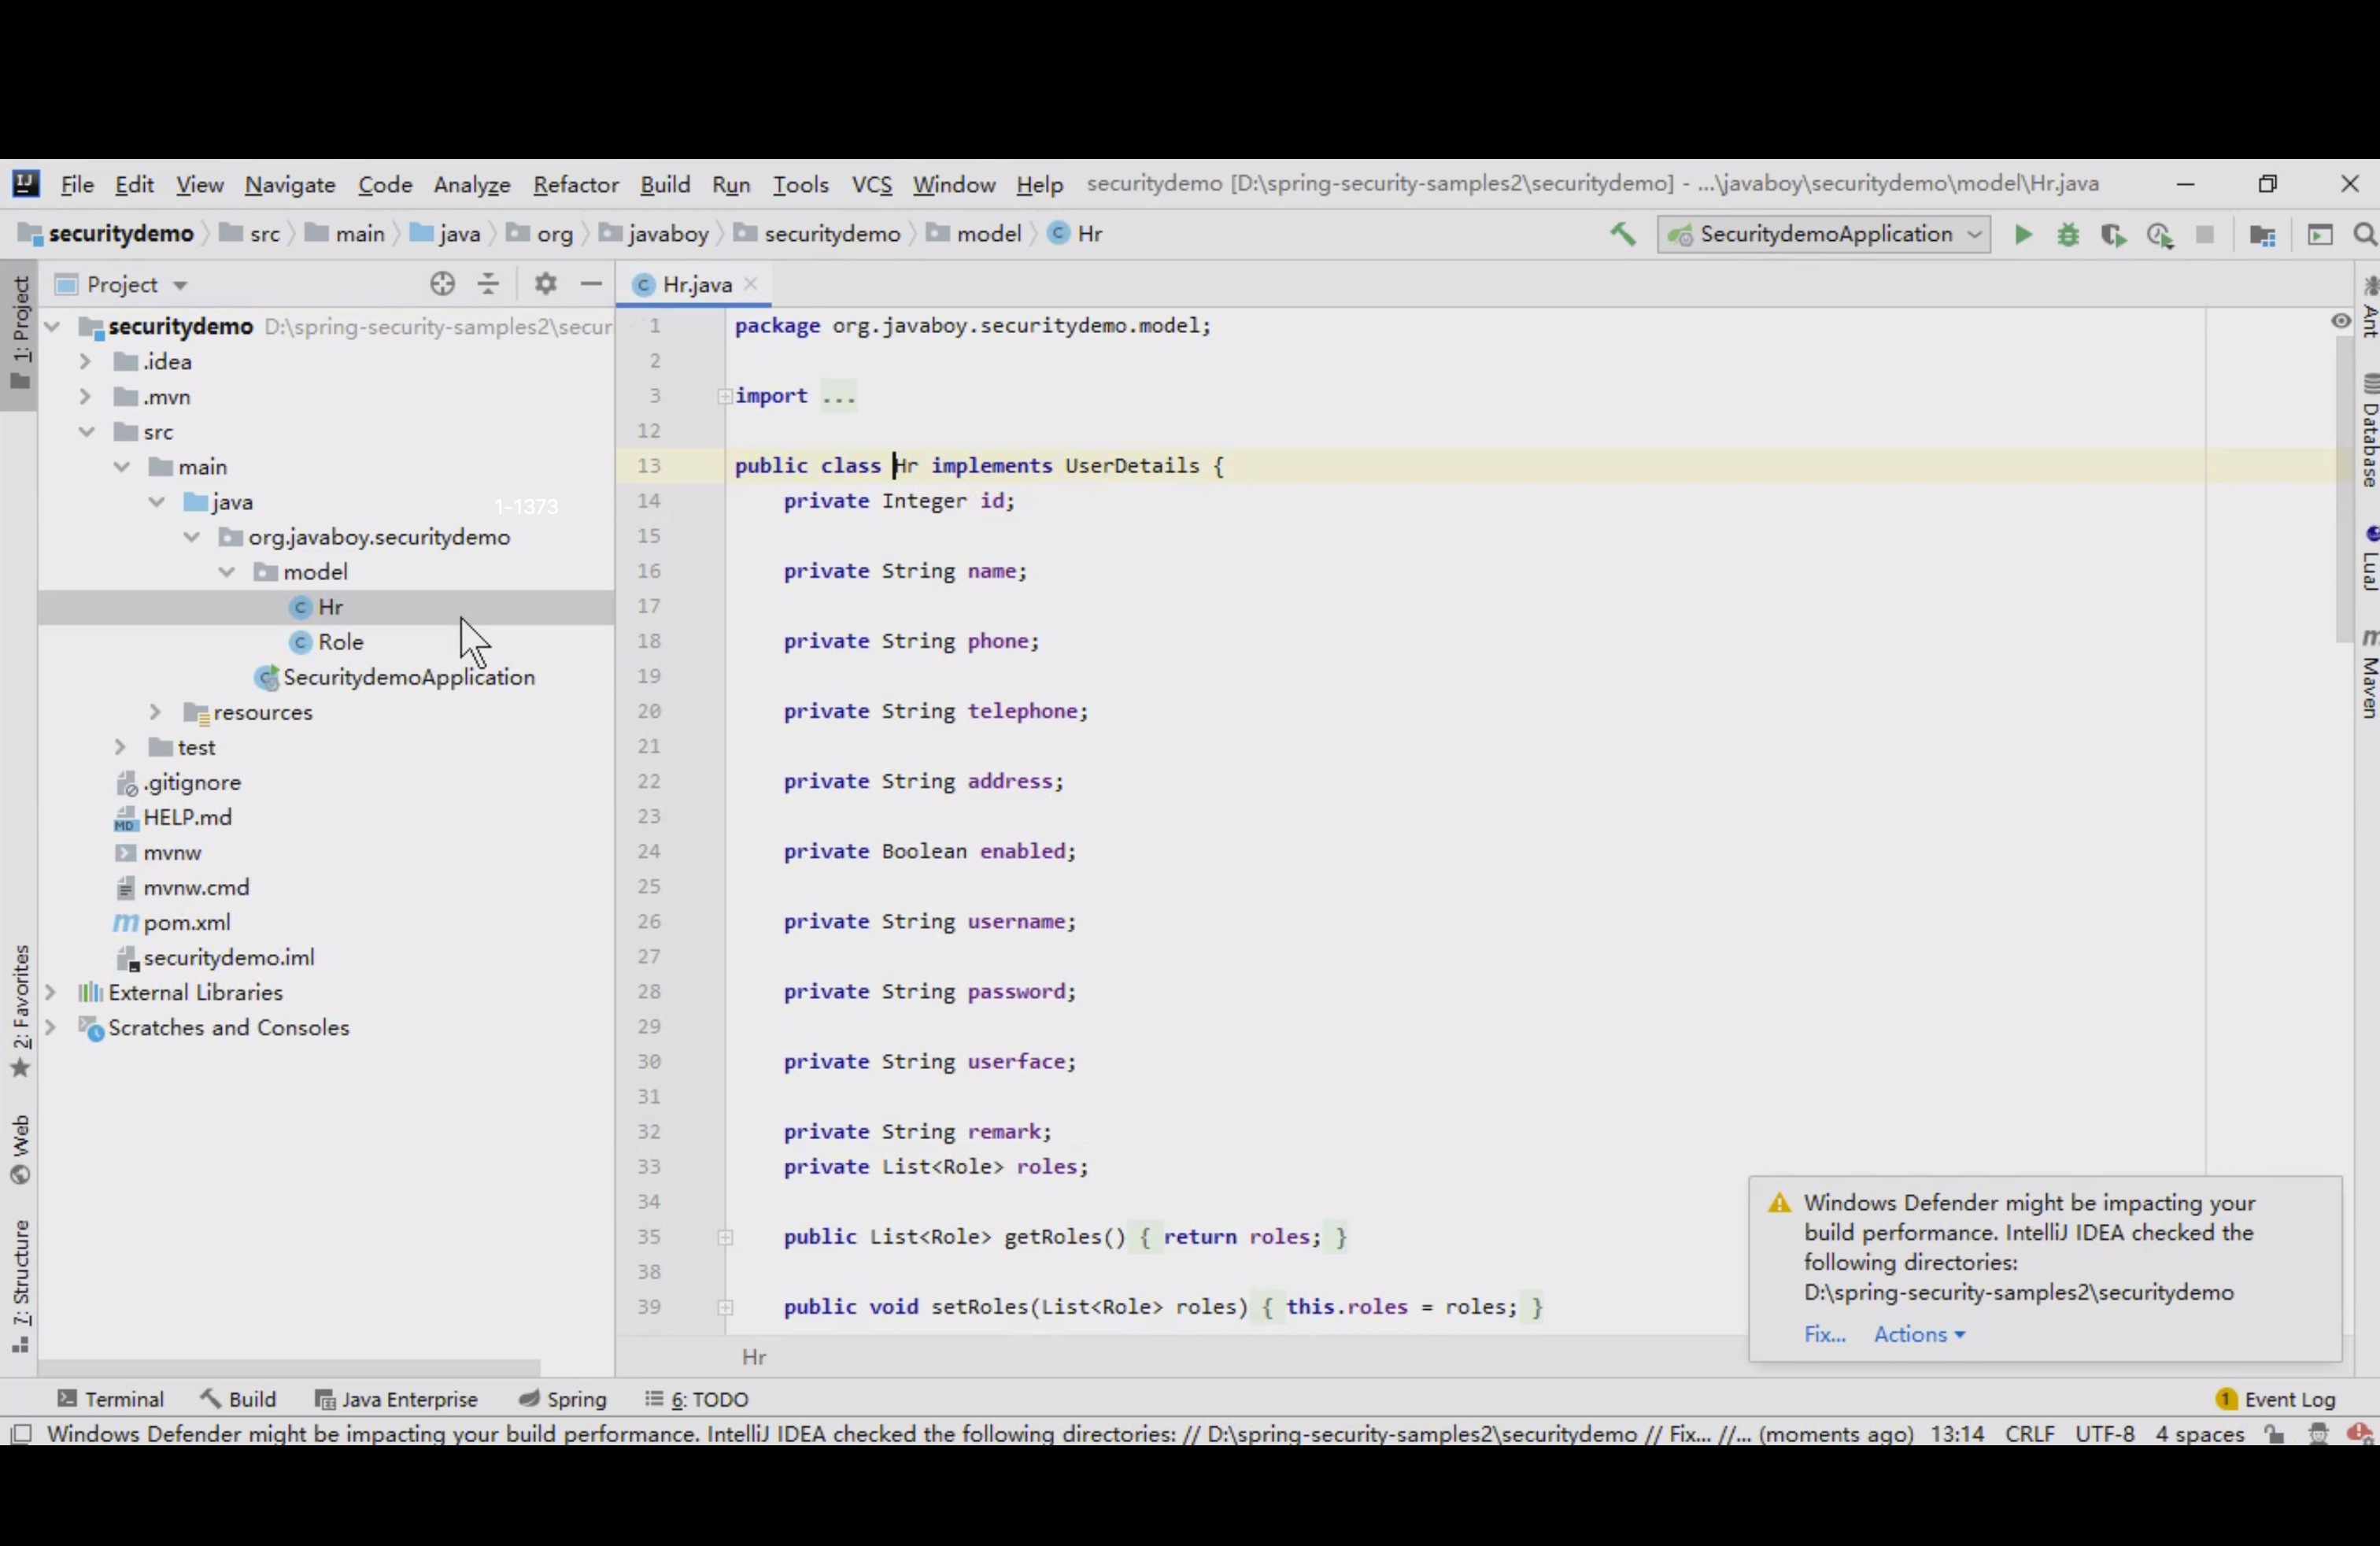 File Edit View Navigate Code Analyze Refactor Build Run Tools VCS Window Help securitydemo [D:\spring-security-samples2\securitydemo] - ...\javaboy\securitydemo\model\Hr.java
securitydemo src main java org javaboy securitydemo model Hr SecuritydemoApplication
1: Project
2: Favorites
Web
7: Structure
Project
securitydemo D:\spring-security-samples2\secur
.idea
.mvn
src
main
java
1-1373
org.javaboy.securitydemo
model
Hr
Role
SecuritydemoApplication
resources
test
.gitignore
HELP.md
mvnw
mvnw.cmd
pom.xml
securitydemo.iml
External Libraries
Scratches and Consoles
Hr.java
1 package org.javaboy.securitydemo.model;
2
3 import ...
12
13 public class Hr implements UserDetails {
14 private Integer id;
15
16 private String name;
17
18 private String phone;
19
20 private String telephone;
21
22 private String address;
23
24 private Boolean enabled;
25
26 private String username;
27
28 private String password;
29
30 private String userface;
31
32 private String remark;
33 private List<Role> roles;
34
35 public List<Role> getRoles() { return roles; }
38
39 public void setRoles(List<Role> roles) { this.roles = roles; }
Hr
Ant
Database
LuaJ
Maven
Windows Defender might be impacting your
build performance. IntelliJ IDEA checked the
following directories:
D:\spring-security-samples2\securitydemo
Fix... Actions
Terminal Build Java Enterprise Spring 6: TODO 1 Event Log
Windows Defender might be impacting your build performance. IntelliJ IDEA checked the following directories: // D:\spring-security-samples2\securitydemo // Fix... //... (moments ago) 13:14 CRLF UTF-8 4 spaces